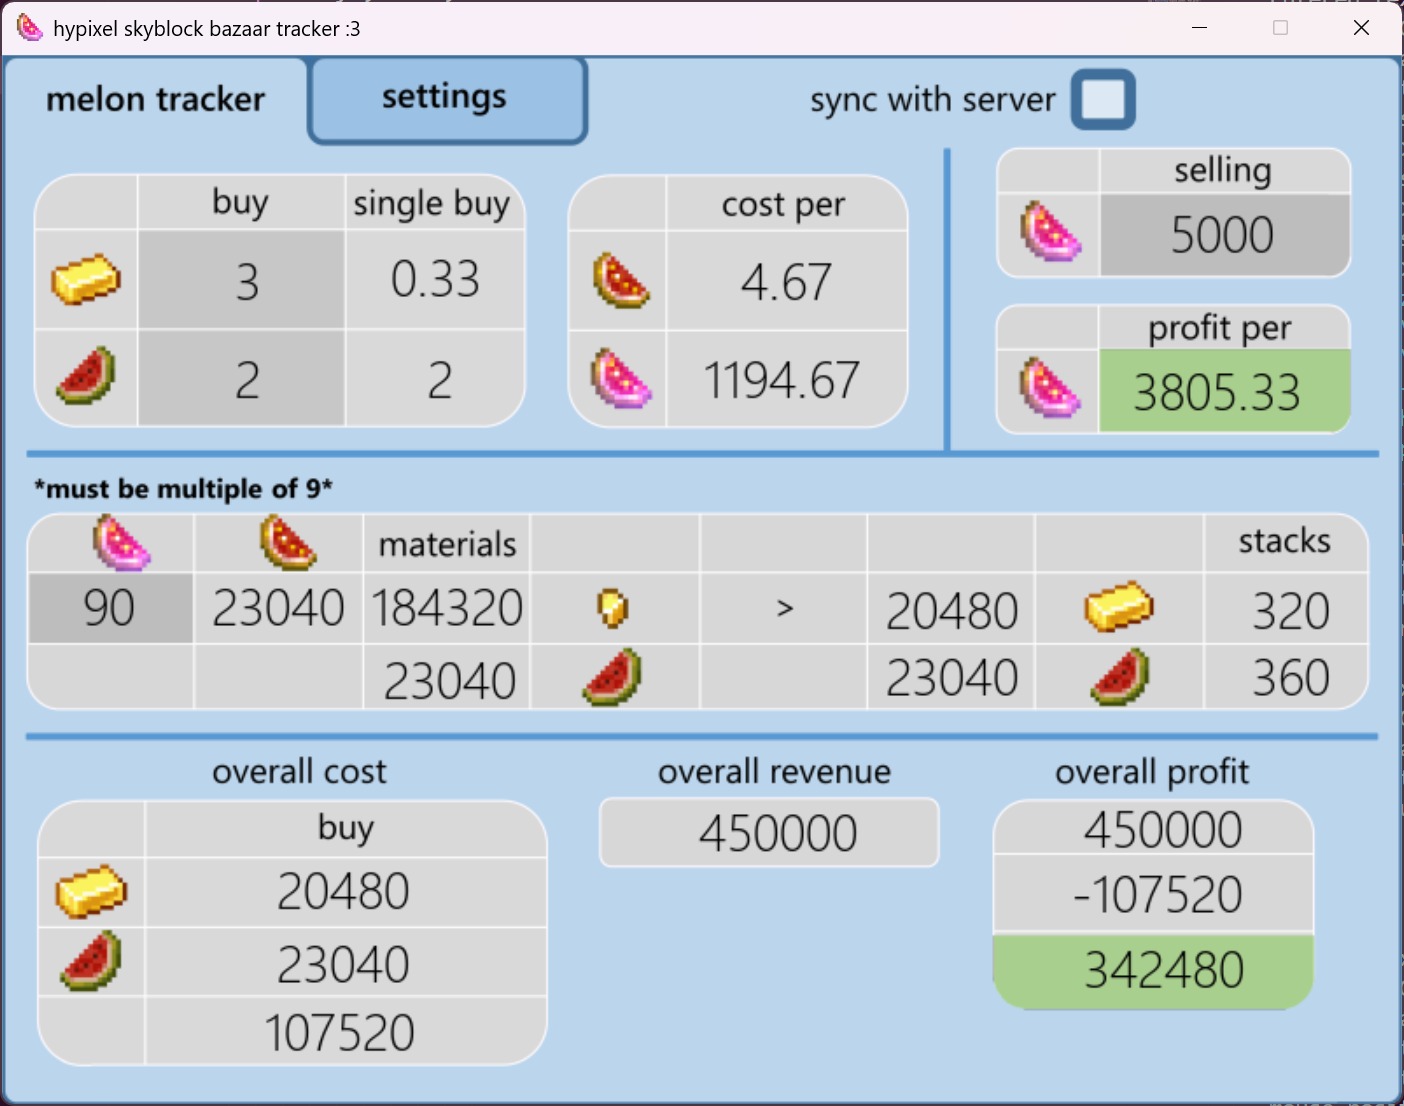 hypixel skyblock bazaar tracker :3
melon tracker
settings
sync with server
buy
single buy
3
0.33
2
2
cost per
4.67
1194.67
selling
5000
profit per
3805.33
*must be multiple of 9*
materials
stacks
90
23040
184320
>
20480
320
23040
23040
360
overall cost
buy
20480
23040
107520
overall revenue
450000
overall profit
450000
-107520
342480